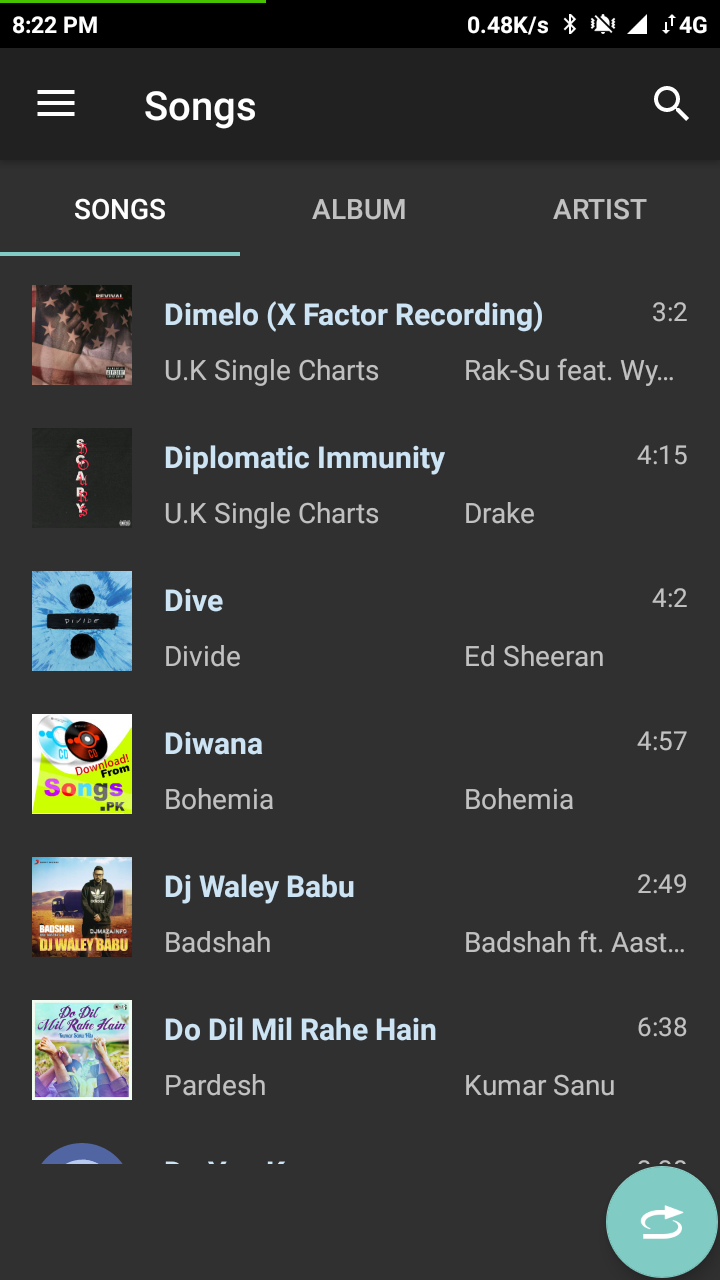 8:22 PM 0.48K/s 4G
Songs
SONGS ALBUM ARTIST
REVIVAL
Dimelo (X Factor Recording) 3:2
U.K Single Charts Rak-Su feat. Wy...
SCARY
Diplomatic Immunity 4:15
U.K Single Charts Drake
DIVIDE
Dive 4:2
Divide Ed Sheeran
CD CD
Download!
From
Songs
.PK
Diwana 4:57
Bohemia Bohemia
adidas
BADSHAH DJMAZA.INFO
DJ WALEY BABU
Dj Waley Babu 2:49
Badshah Badshah ft. Aast...
Do Dil
Mil Rahe Hain
Kumar Sanu Hits
Do Dil Mil Rahe Hain 6:38
Pardesh Kumar Sanu